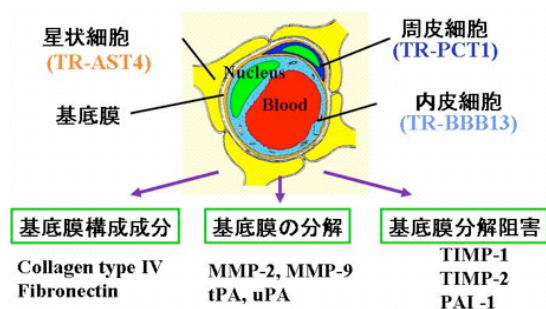 星状細胞
(TR-AST4)
周皮細胞
(TR-PCT1)
Nucleus
基底膜
Blood
内皮細胞
(TR-BBB13)
基底膜構成成分
Collagen type IV
Fibronectin
基底膜の分解
MMP-2, MMP-9
tPA, uPA
基底膜分解阻害
TIMP-1
TIMP-2
PAI -1